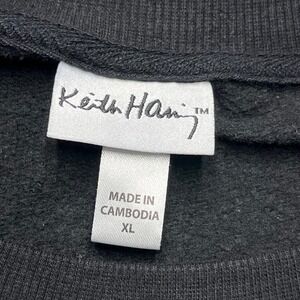 Keith Haring™
MADE IN
CAMBODIA
XL